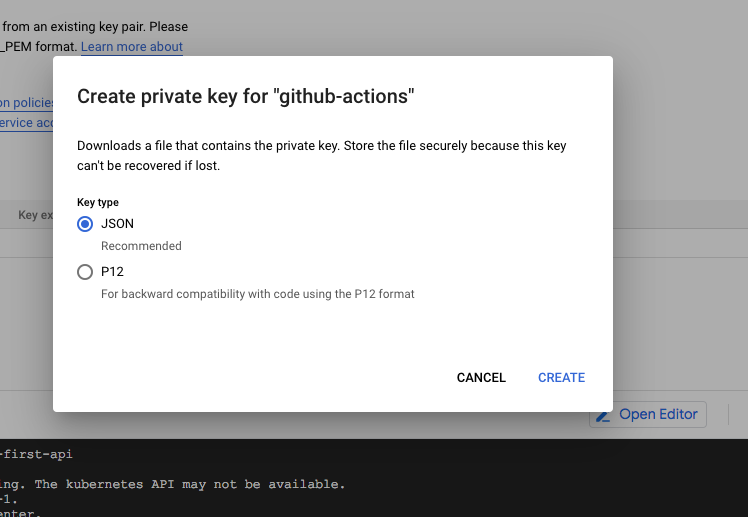 from an existing key pair. Please
_PEM format. Learn more about
Create private key for "github-actions"
on policies
ervice acc
Downloads a file that contains the private key. Store the file securely because this key
can't be recovered if lost.
Key type
Key ex
JSON
Recommended
P12
For backward compatibility with code using the P12 format
CANCEL CREATE
Open Editor
-first-api
ing. The kubernetes API may not be available.
-1.
enter.